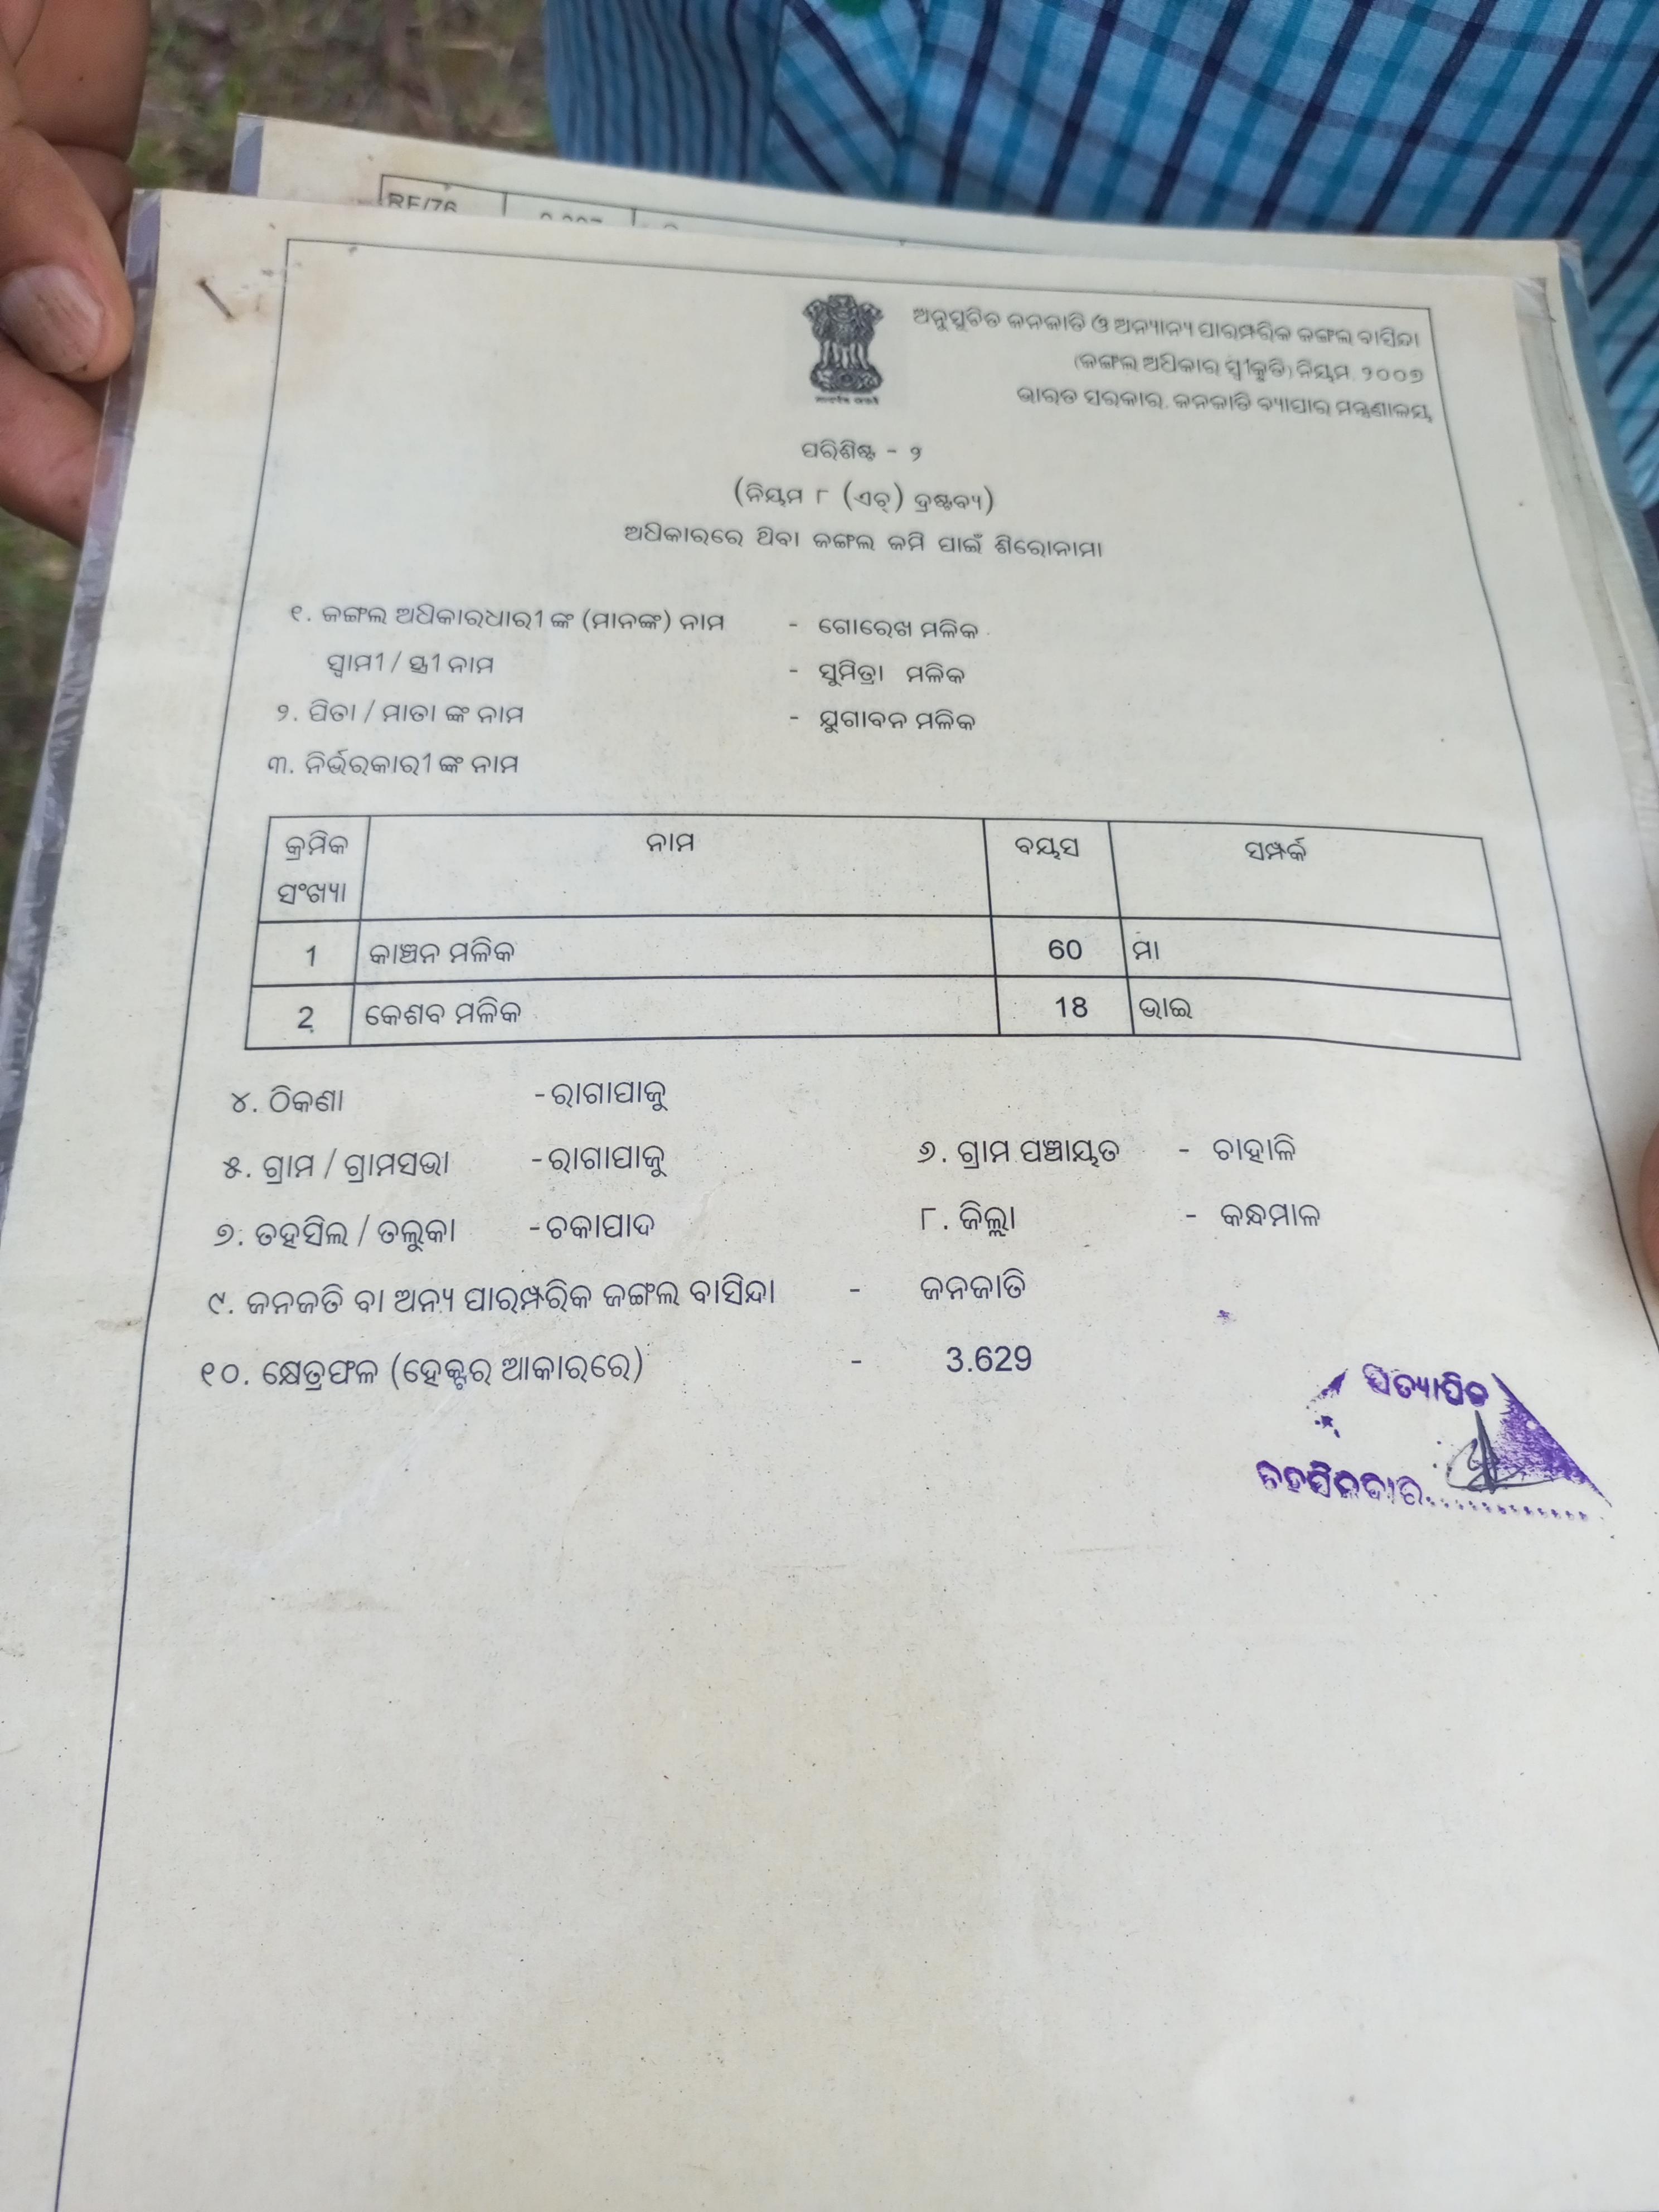 RF/76
ଅନୁସୂଚିତ ଜନଜାତି ଓ ଅନ୍ୟାନ୍ୟ ପାରମ୍ପରିକ ଜଙ୍ଗଲ ବାସିନ୍ଦା
(ଜଙ୍ଗଲ ଅଧିକାର ସ୍ୱୀକୃତି) ନିୟମ, ୨୦୦୭
ଭାରତ ସରକାର, ଜନଜାତି ବ୍ୟାପାର ମନ୍ତ୍ରଣାଳୟ
ପରିଶିଷ୍ଟ - ୨
(ନିୟମ ୮ (ଏଚ୍) ଦ୍ରଷ୍ଟବ୍ୟ)
ଅଧିକାରରେ ଥିବା ଜଙ୍ଗଲ ଜମି ପାଇଁ ଶିରୋନାମା
୧. ଜଙ୍ଗଲ ଅଧିକାରଧାରୀଙ୍କ (ମାନଙ୍କ) ନାମ - ଗୋରେଖ ମଳିକ
ସ୍ୱାମୀ / ସ୍ତ୍ରୀ ନାମ - ସୁମିତ୍ରା ମଳିକ
୨. ପିତା / ମାତାଙ୍କ ନାମ - ଯୁଗାବନ ମଳିକ
୩. ନିର୍ଭରକାରୀଙ୍କ ନାମ
କ୍ରମିକ ସଂଖ୍ୟା ନାମ ବୟସ ସମ୍ପର୍କ
1 କାଞ୍ଚନ ମଳିକ 60 ମା
2 କେଶବ ମଳିକ 18 ଭାଇ
୪. ଠିକଣା - ରାଗାପାଜୁ
୫. ଗ୍ରାମ / ଗ୍ରାମସଭା - ରାଗାପାଜୁ ୬. ଗ୍ରାମ ପଞ୍ଚାୟତ - ଚାହାଳି
୭. ତହସିଲ / ତଲୁକା - ଚକାପାଦ ୮. ଜିଲ୍ଲା - କନ୍ଧମାଳ
୯. ଜନଜତି ବା ଅନ୍ୟ ପାରମ୍ପରିକ ଜଙ୍ଗଲ ବାସିନ୍ଦା - ଜନଜାତି
୧୦. କ୍ଷେତ୍ରଫଳ (ହେକ୍ଟର ଆକାରରେ) - 3.629
ସତ୍ୟାପିତ
ତହସିଲଦାର